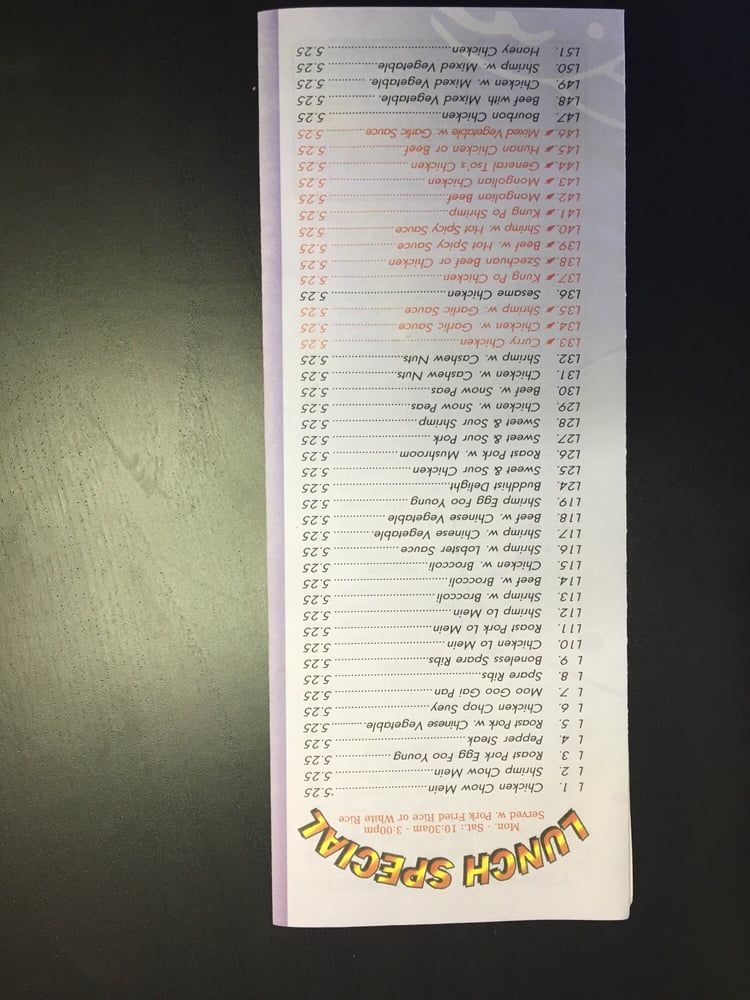 LUNCH SPECIAL
Mon. - Sat.: 10:30am - 3:00pm
Served w. Pork Fried Rice or White Rice
L 1. Chicken Chow Mein 5.25
L 2. Shrimp Chow Mein 5.25
L 3. Roast Pork Egg Foo Young 5.25
L 4. Pepper Steak 5.25
L 5. Roast Pork w. Chinese Vegetable 5.25
L 6. Chicken Chop Suey 5.25
L 7. Moo Goo Gai Pan 5.25
L 8. Spare Ribs 5.25
L 9. Boneless Spare Ribs 5.25
L10. Chicken Lo Mein 5.25
L11. Roast Pork Lo Mein 5.25
L12. Shrimp Lo Mein 5.25
L13. Shrimp w. Broccoli 5.25
L14. Beef w. Broccoli 5.25
L15. Chicken w. Broccoli 5.25
L16. Shrimp w. Lobster Sauce 5.25
L17. Shrimp w. Chinese Vegetable 5.25
L18. Beef w. Chinese Vegetable 5.25
L19. Shrimp Egg Foo Young 5.25
L24. Buddhist Delight 5.25
L25. Sweet & Sour Chicken 5.25
L26. Roast Pork w. Mushroom 5.25
L27. Sweet & Sour Pork 5.25
L28. Sweet & Sour Shrimp 5.25
L29. Chicken w. Snow Peas 5.25
L30. Beef w. Snow Peas 5.25
L31. Chicken w. Cashew Nuts 5.25
L32. Shrimp w. Cashew Nuts 5.25
L33. Curry Chicken 5.25
L34. Chicken w. Garlic Sauce 5.25
L35. Shrimp w. Garlic Sauce 5.25
L36. Sesame Chicken 5.25
L37. Kung Po Chicken 5.25
L38. Szechuan Beef or Chicken 5.25
L39. Beef w. Hot Spicy Sauce 5.25
L40. Shrimp w. Hot Spicy Sauce 5.25
L41. Kung Po Shrimp 5.25
L42. Mongolian Beef 5.25
L43. Mongolian Chicken 5.25
L44. General Tso's Chicken 5.25
L45. Hunan Chicken or Beef 5.25
L46. Mixed Vegetable w. Garlic Sauce 5.25
L47. Bourbon Chicken 5.25
L48. Beef with Mixed Vegetable 5.25
L49. Chicken w. Mixed Vegetable 5.25
L50. Shrimp w. Mixed Vegetable 5.25
L51. Honey Chicken 5.25